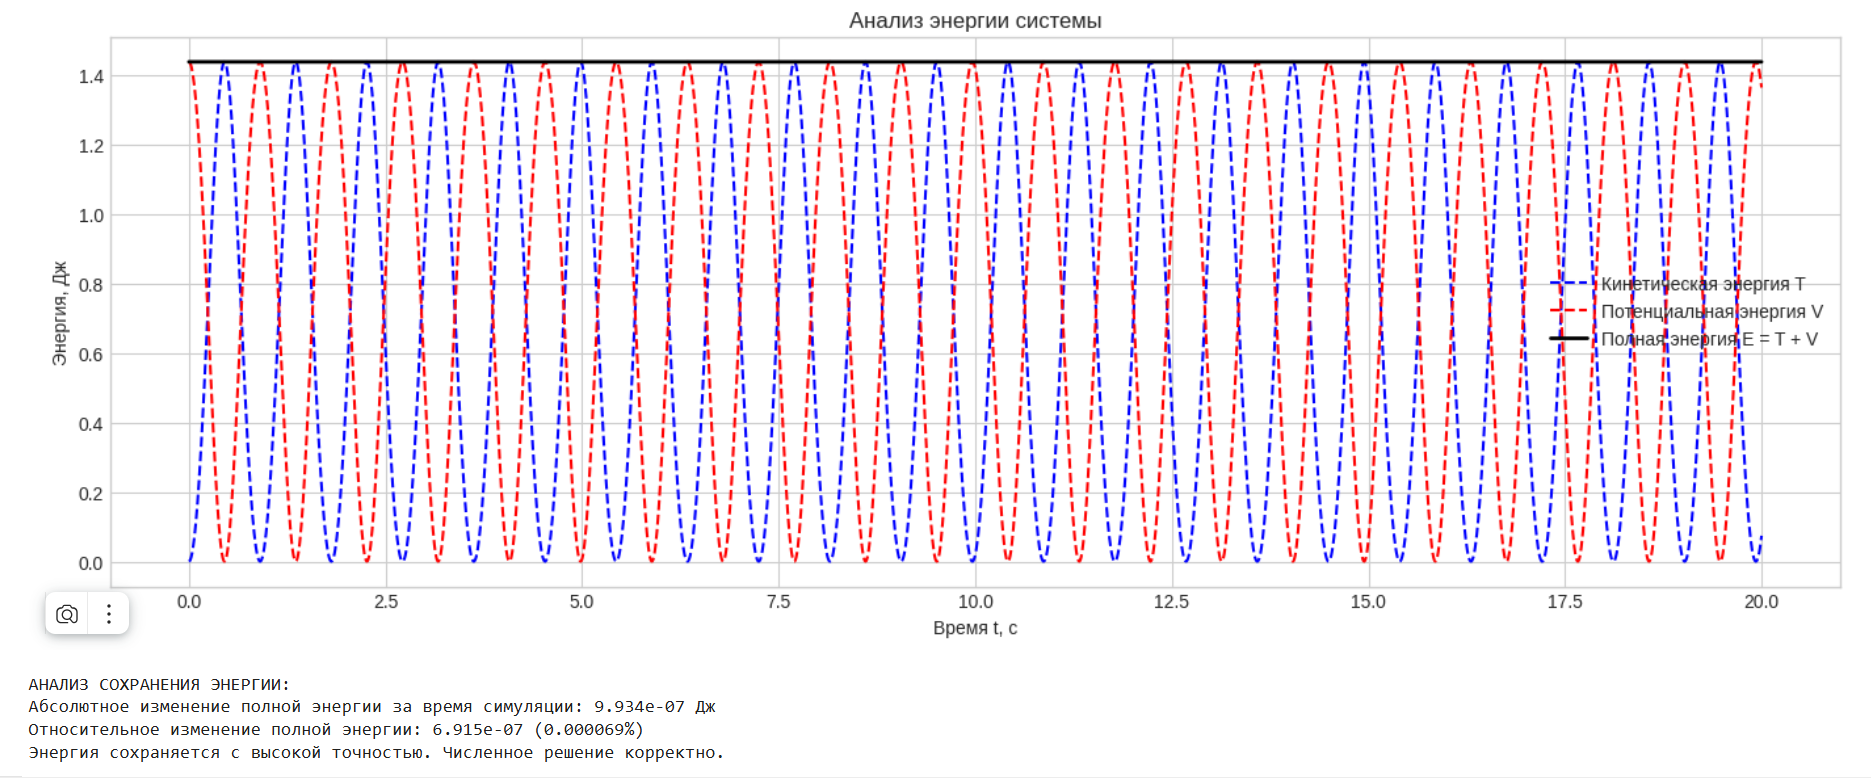 Анализ энергии системы
1.4
1.2
1.0
0.8
0.6
0.4
0.2
0.0
Энергия, Дж
Кинетическая энергия T
Потенциальная энергия V
Полная энергия E = T + V
0.0 2.5 5.0 7.5 10.0 12.5 15.0 17.5 20.0
Время t, с
АНАЛИЗ СОХРАНЕНИЯ ЭНЕРГИИ:
Абсолютное изменение полной энергии за время симуляции: 9.934e-07 Дж
Относительное изменение полной энергии: 6.915e-07 (0.000069%)
Энергия сохраняется с высокой точностью. Численное решение корректно.